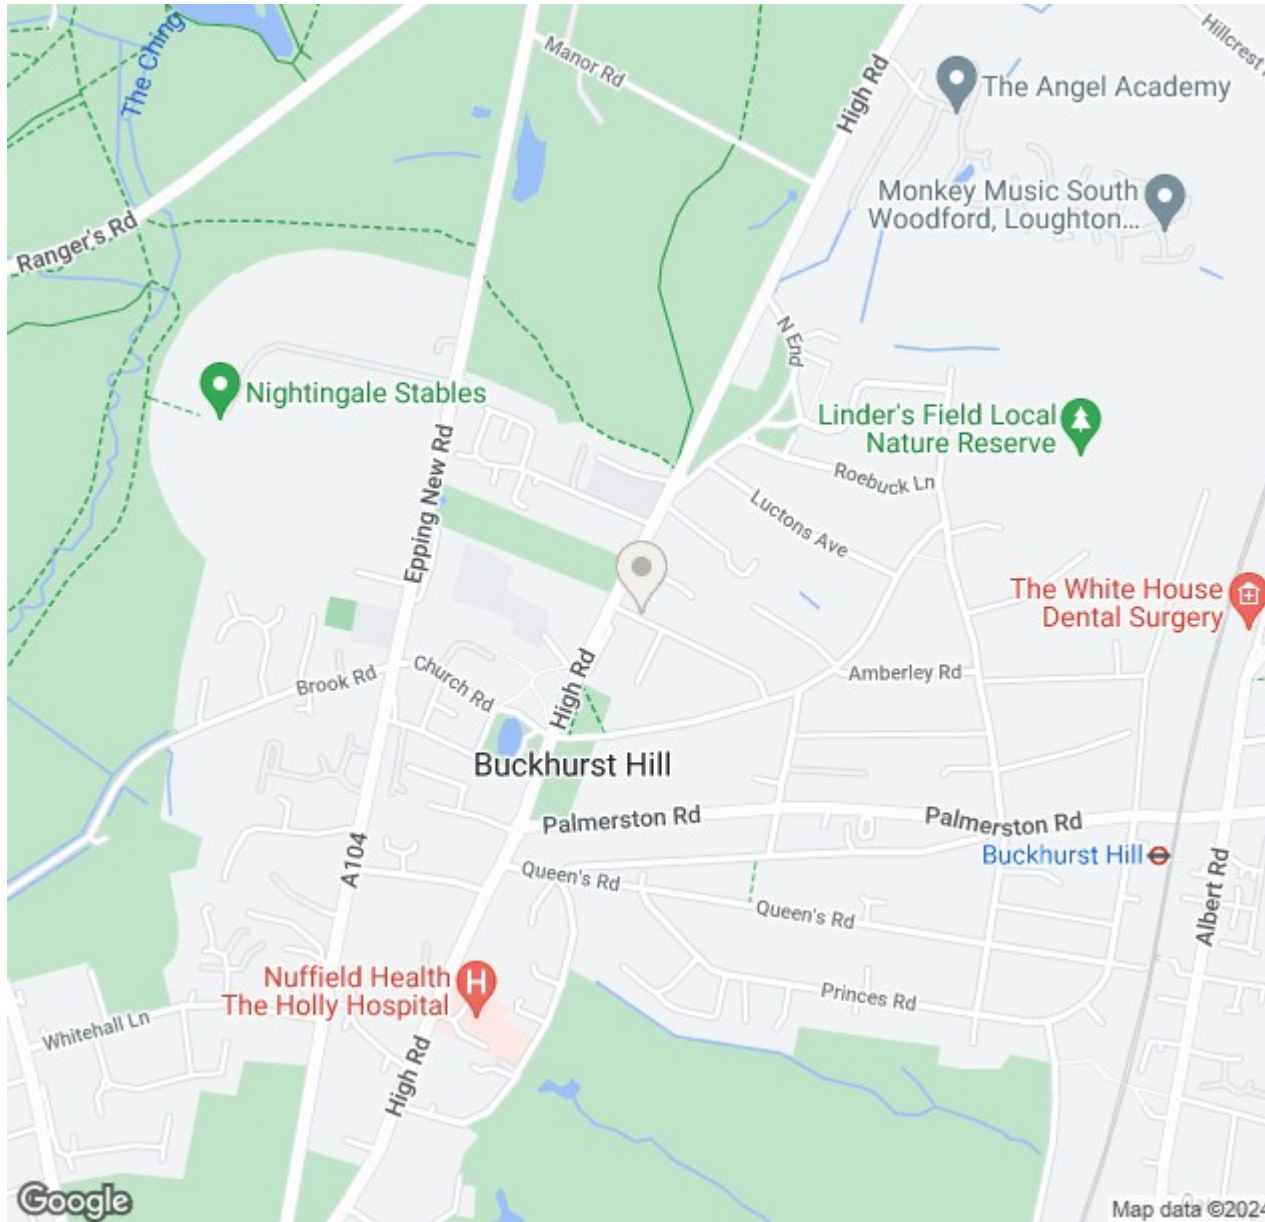 The Ching
Manor Rd
High Rd
The Angel Academy
Hillcrest
Monkey Music South
Woodford, Loughton...
Ranger's Rd
N End
Nightingale Stables
Linder's Field Local
Nature Reserve
Epping New Rd
Roebuck Ln
Luctons Ave
The White House
Dental Surgery
Brook Rd
Church Rd
High Rd
Amberley Rd
Buckhurst Hill
Palmerston Rd
Palmerston Rd
A104
Buckhurst Hill
Queen's Rd
Queen's Rd
Albert Rd
Nuffield Health
The Holly Hospital
H
Princes Rd
Whitehall Ln
High Rd
Google
Map data ©2024